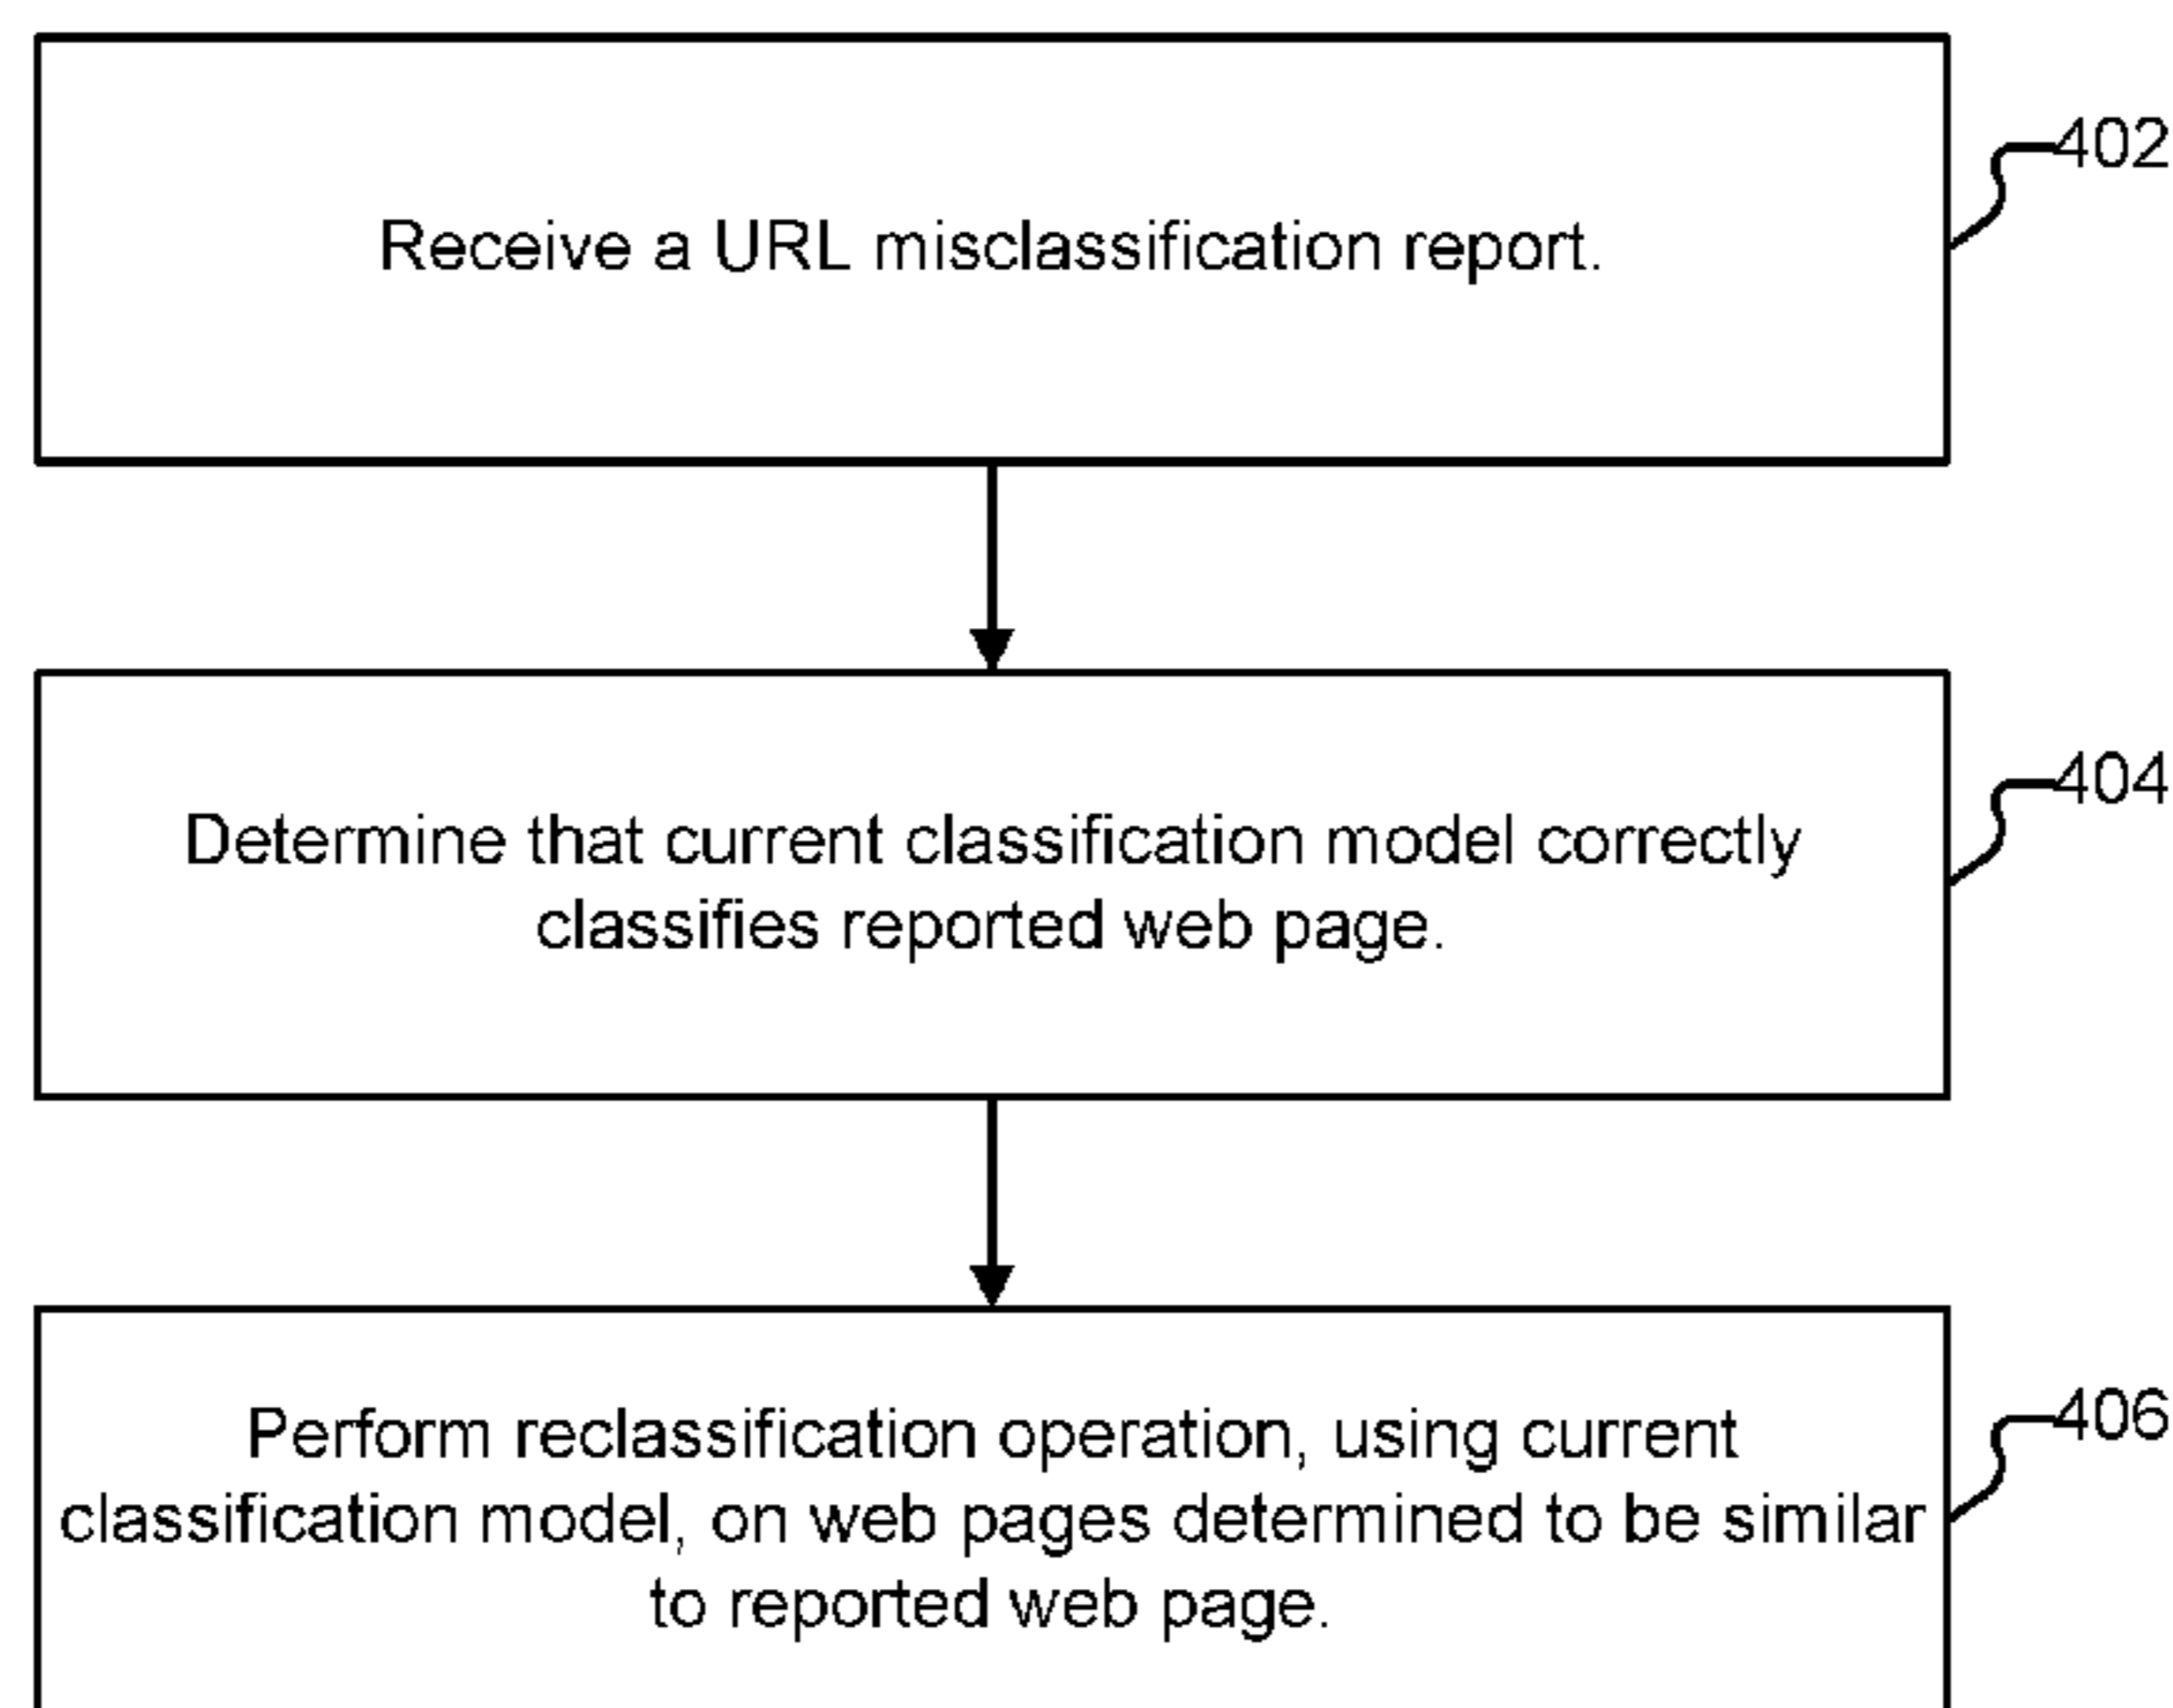 402
Receive a URL misclassification report.
404
Determine that current classification model correctly
classifies reported web page.
406
Perform reclassification operation, using current
classification model, on web pages determined to be similar
to reported web page.